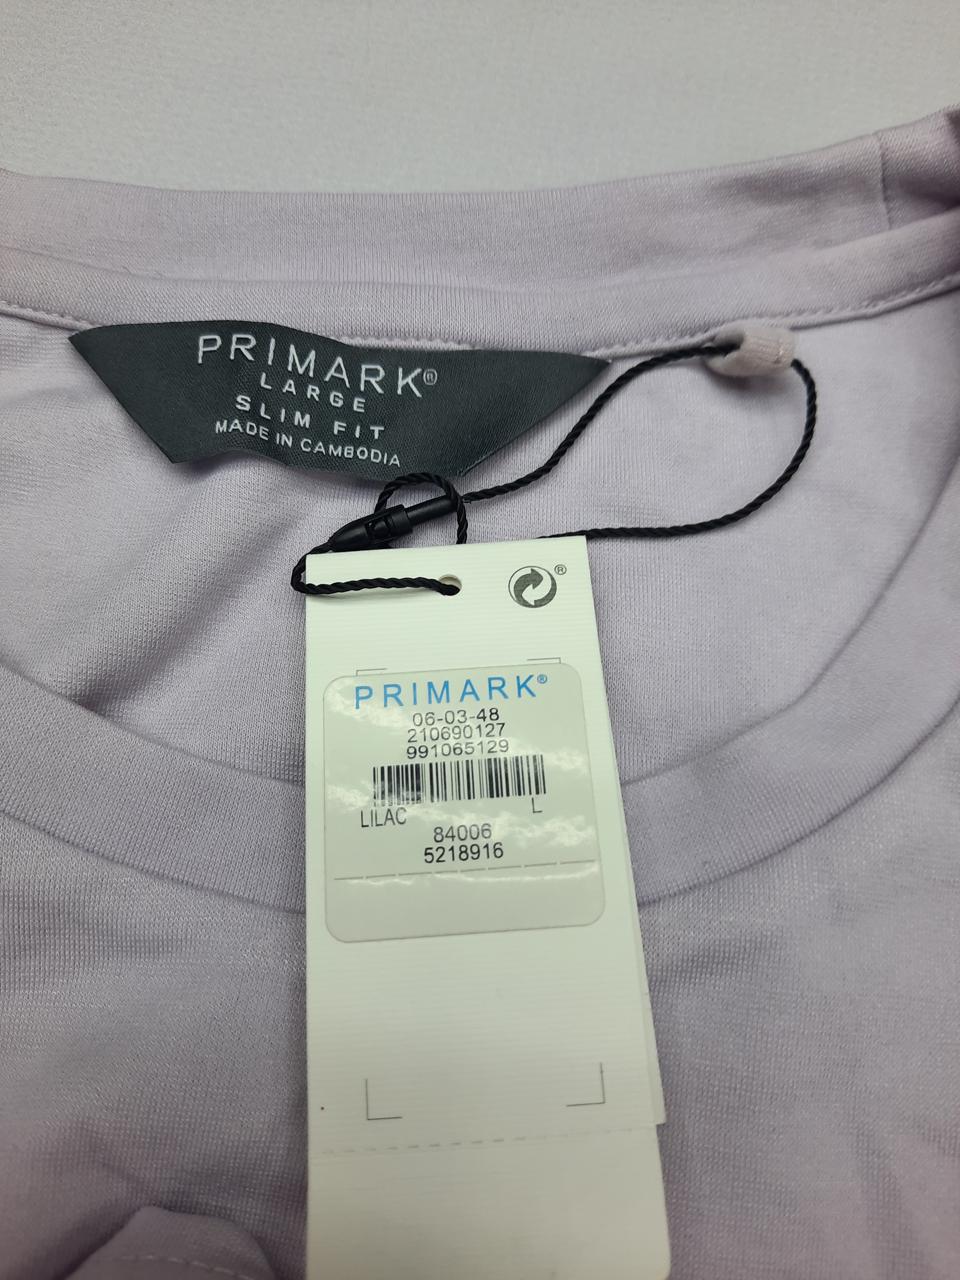 PRIMARK®
LARGE
SLIM FIT
MADE IN CAMBODIA
®
PRIMARK®
06-03-48
210690127
991065129
LILAC L
84006
5218916